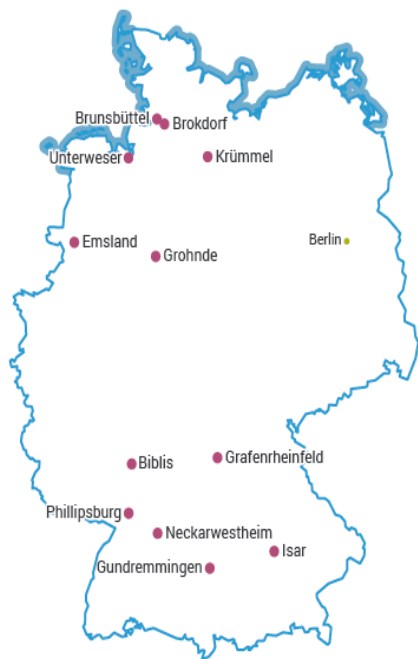 Brunsbüttel
Brokdorf
Unterweser
Krümmel
Emsland
Berlin
Grohnde
Biblis
Grafenrheinfeld
Phillipsburg
Neckarwestheim
Isar
Gundremmingen